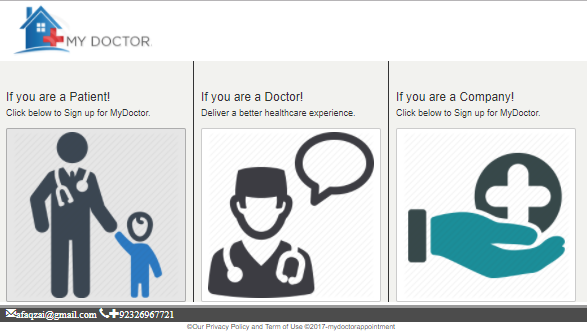 MY DOCTOR
If you are a Patient!
Click below to Sign up for MyDoctor.
If you are a Doctor!
Deliver a better healthcare experience.
If you are a Company!
Click below to Sign up for MyDoctor.
afaqzai@gmail.com +92326967721
©Our Privacy Policy and Term of Use ©2017-mydoctorappointment